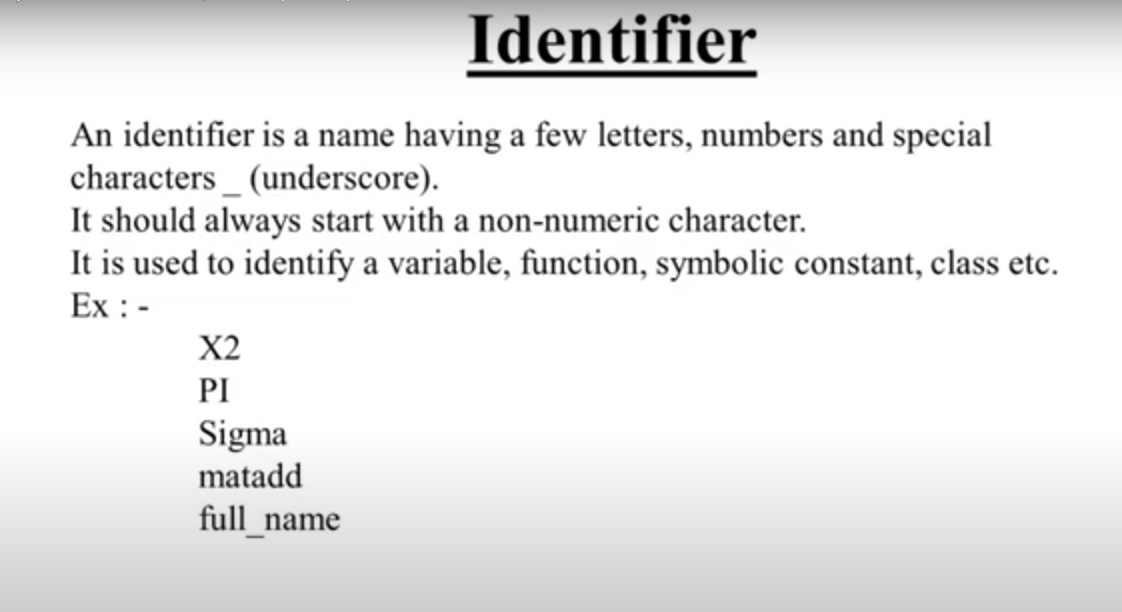 Identifier
An identifier is a name having a few letters, numbers and special
characters _ (underscore).
It should always start with a non-numeric character.
It is used to identify a variable, function, symbolic constant, class etc.
Ex : -
X2
PI
Sigma
matadd
full_name